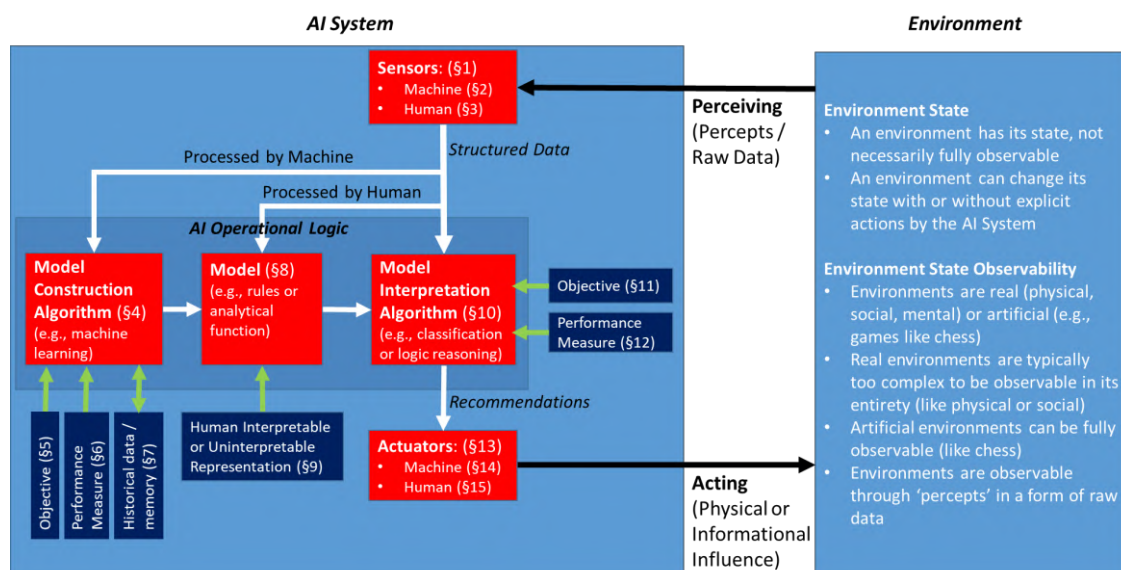 AI System
Environment
Sensors: (§1)
• Machine (§2)
• Human (§3)
Perceiving
(Percepts /
Raw Data)
Structured Data
Processed by Machine
Processed by Human
AI Operational Logic
Model
Construction
Algorithm (§4)
(e.g., machine
learning)
Model (§8)
(e.g., rules or
analytical
function)
Model
Interpretation
Algorithm
(§10)
(e.g., classification
or logic reasoning)
Objective (§11)
Performance
Measure (§12)
Objective (§5)
Performance
Measure (§6)
Historical data /
memory (§7)
Human Interpretable
or Uninterpretable
Representation (§9)
Recommendations
Actuators: (§13)
• Machine (§14)
• Human (§15)
Acting
(Physical or
Informational
Influence)
Environment State
• An environment has its state, not
necessarily fully observable
• An environment can change its
state with or without explicit
actions by the AI System
Environment State Observability
• Environments are real (physical,
social, mental) or artificial (e.g.,
games like chess)
• Real environments are typically
too complex to be observable in its
entirety (like physical or social)
• Artificial environments can be fully
observable (like chess)
• Environments are observable
through ‘percepts’ in a form of raw
data